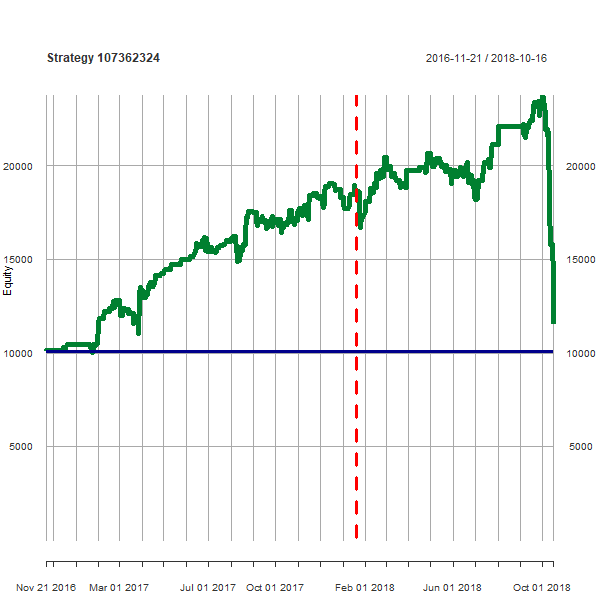 Strategy 107362324
2016-11-21 / 2018-10-16
20000
20000
15000
15000
Equity
10000
10000
5000
5000
Nov 21 2016
Mar 01 2017
Jul 01 2017
Oct 01 2017
Feb 01 2018
Jun 01 2018
Oct 01 2018